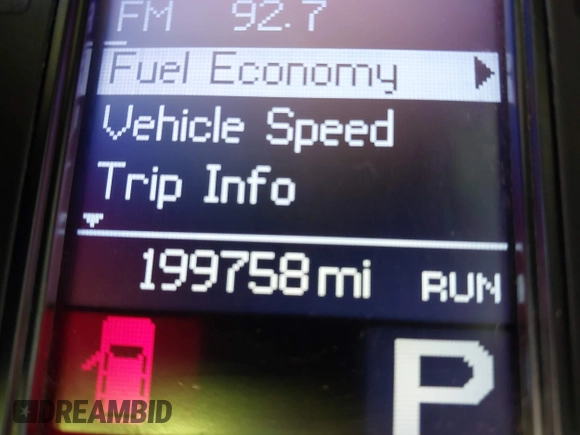 FM 92.7
Fuel Economy
Vehicle Speed
Trip Info
199758 mi RUN
P
DREAMBID